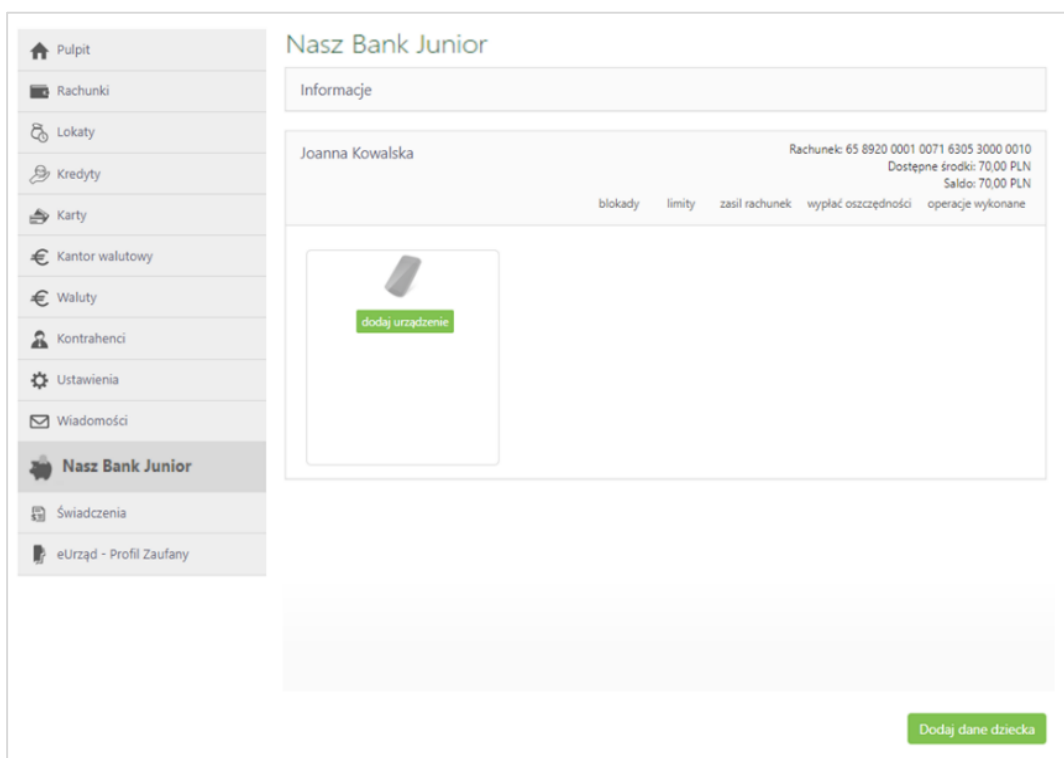 Pulpit
Rachunki
Lokaty
Kredyty
Karty
Kantor walutowy
Waluty
Kontrahenci
Ustawienia
Wiadomości
Nasz Bank Junior
Świadczenia
eUrząd - Profil Zaufany
Nasz Bank Junior
Informacje
Joanna Kowalska
Rachunek: 65 8920 0001 0071 6305 3000 0010
Dostępne środki: 70,00 PLN
Saldo: 70,00 PLN
blokady limity zasil rachunek wypłać oszczędności operacje wykonane
dodaj urządzenie
Dodaj dane dziecka